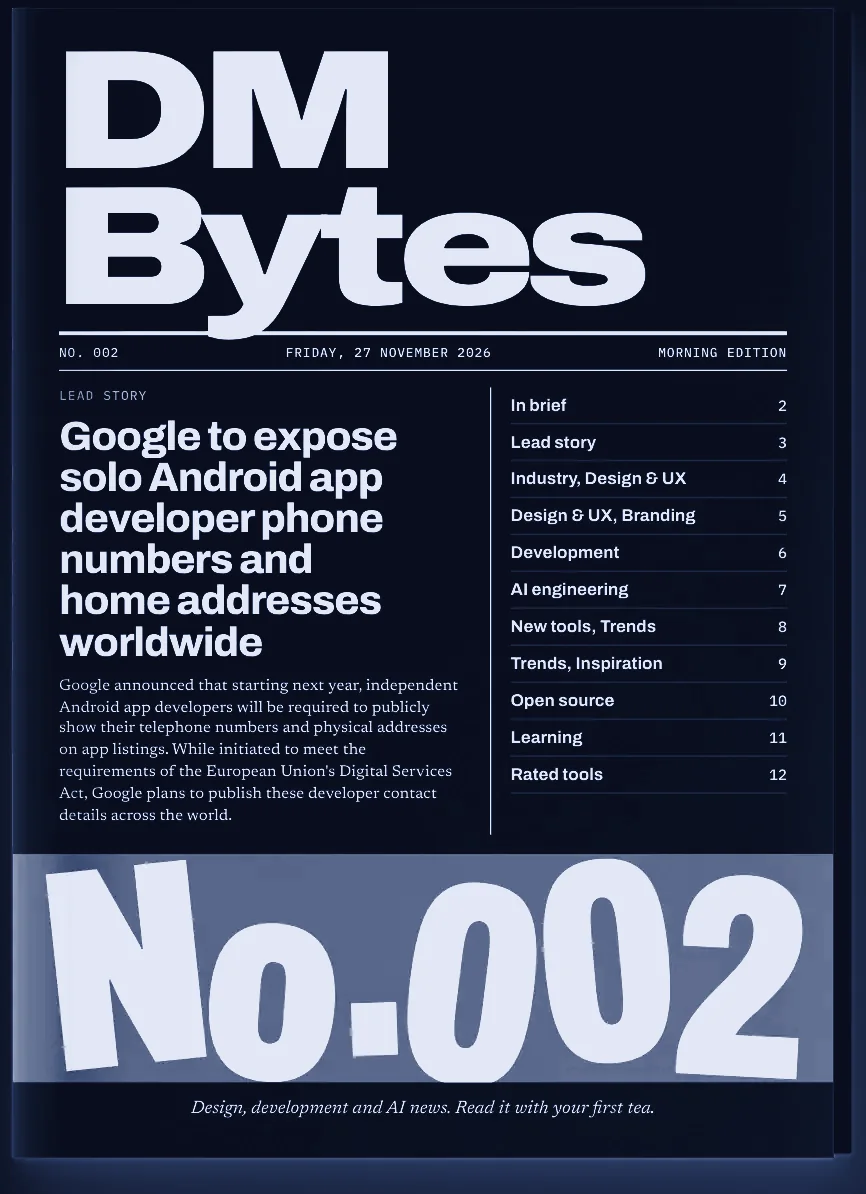 DM
Bytes
NO. 002
FRIDAY, 27 NOVEMBER 2026
MORNING EDITION
LEAD STORY
Google to expose
solo Android app
developer phone
numbers and
home addresses
worldwide
Google announced that starting next year, independent
Android app developers will be required to publicly
show their telephone numbers and physical addresses
on app listings. While initiated to meet the
requirements of the European Union's Digital Services
Act, Google plans to publish these developer contact
details across the world.
In brief 2
Lead story 3
Industry, Design & UX 4
Design & UX, Branding 5
Development 6
AI engineering 7
New tools, Trends 8
Trends, Inspiration 9
Open source 10
Learning 11
Rated tools 12
No.002
Design, development and AI news. Read it with your first tea.